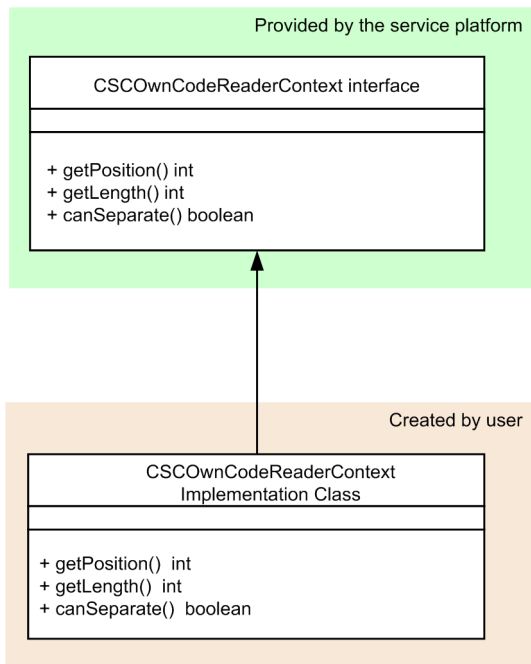 Provided by the service platform
CSCOwnCodeReaderContext interface
+ getPosition() int
+ getLength() int
+ canSeparate() boolean
Created by user
CSCOwnCodeReaderContext
Implementation Class
+ getPosition() int
+ getLength() int
+ canSeparate() boolean